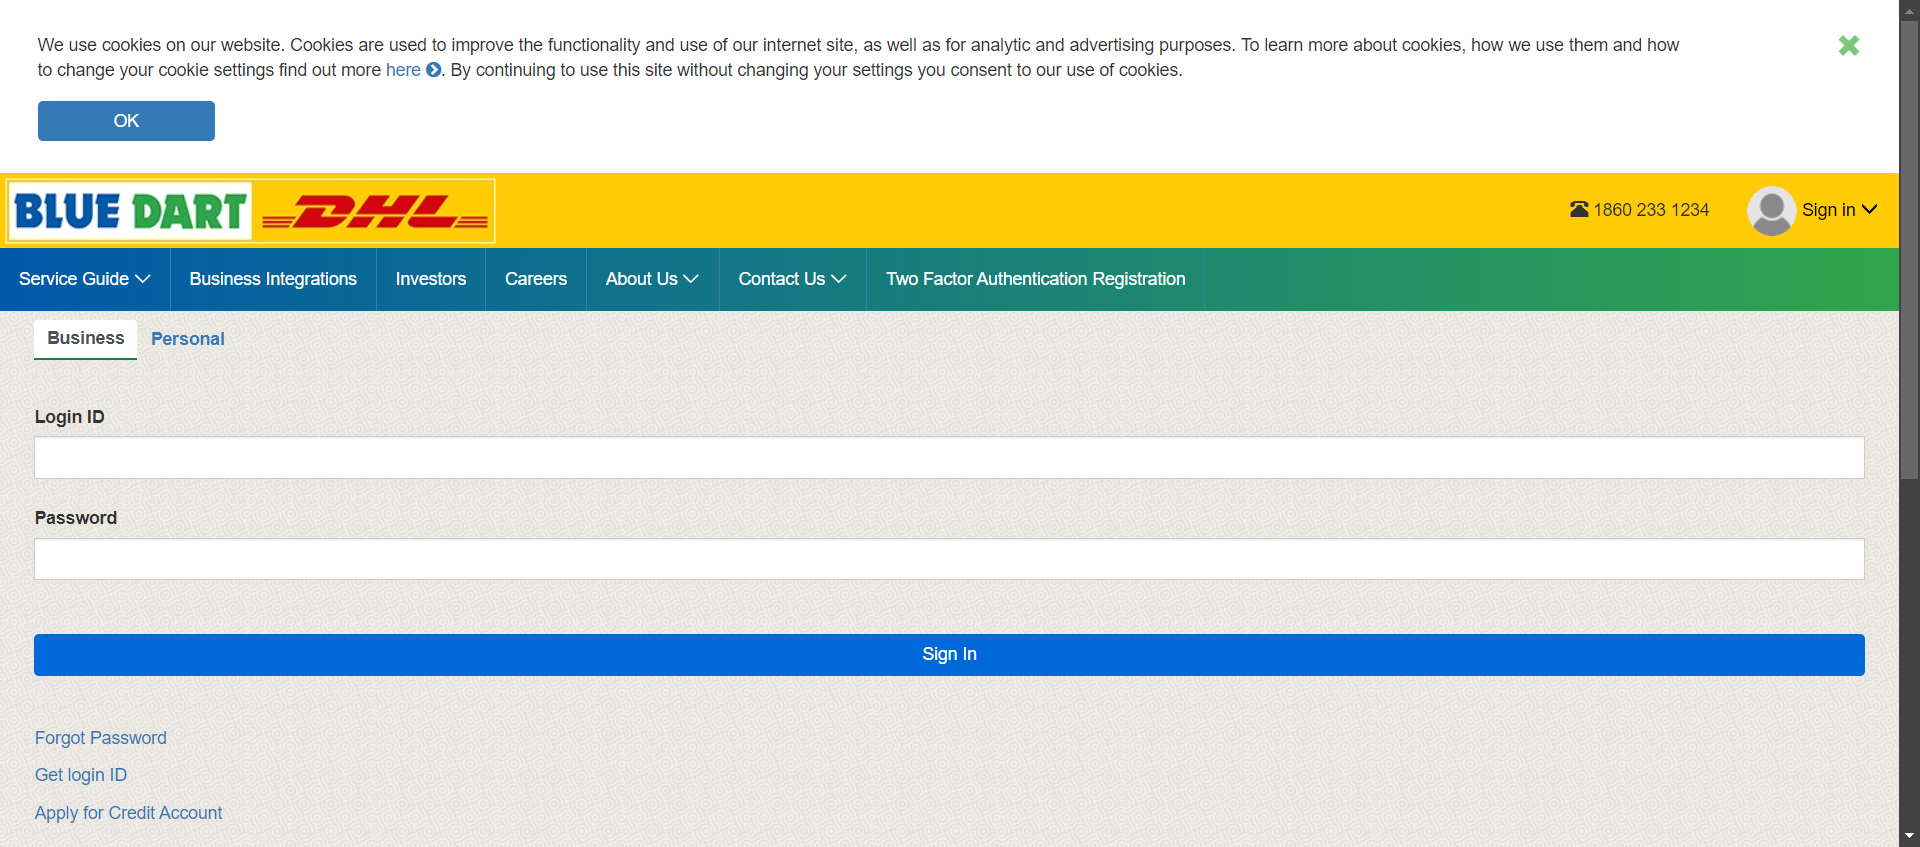 We use cookies on our website. Cookies are used to improve the functionality and use of our internet site, as well as for analytic and advertising purposes. To learn more about cookies, how we use them and how
to change your cookie settings find out more here. By continuing to use this site without changing your settings you consent to our use of cookies.
OK
BLUE DART DHL
1860 233 1234
Sign in
Service Guide
Business Integrations
Investors
Careers
About Us
Contact Us
Two Factor Authentication Registration
Business
Personal
Login ID
Password
Sign In
Forgot Password
Get login ID
Apply for Credit Account